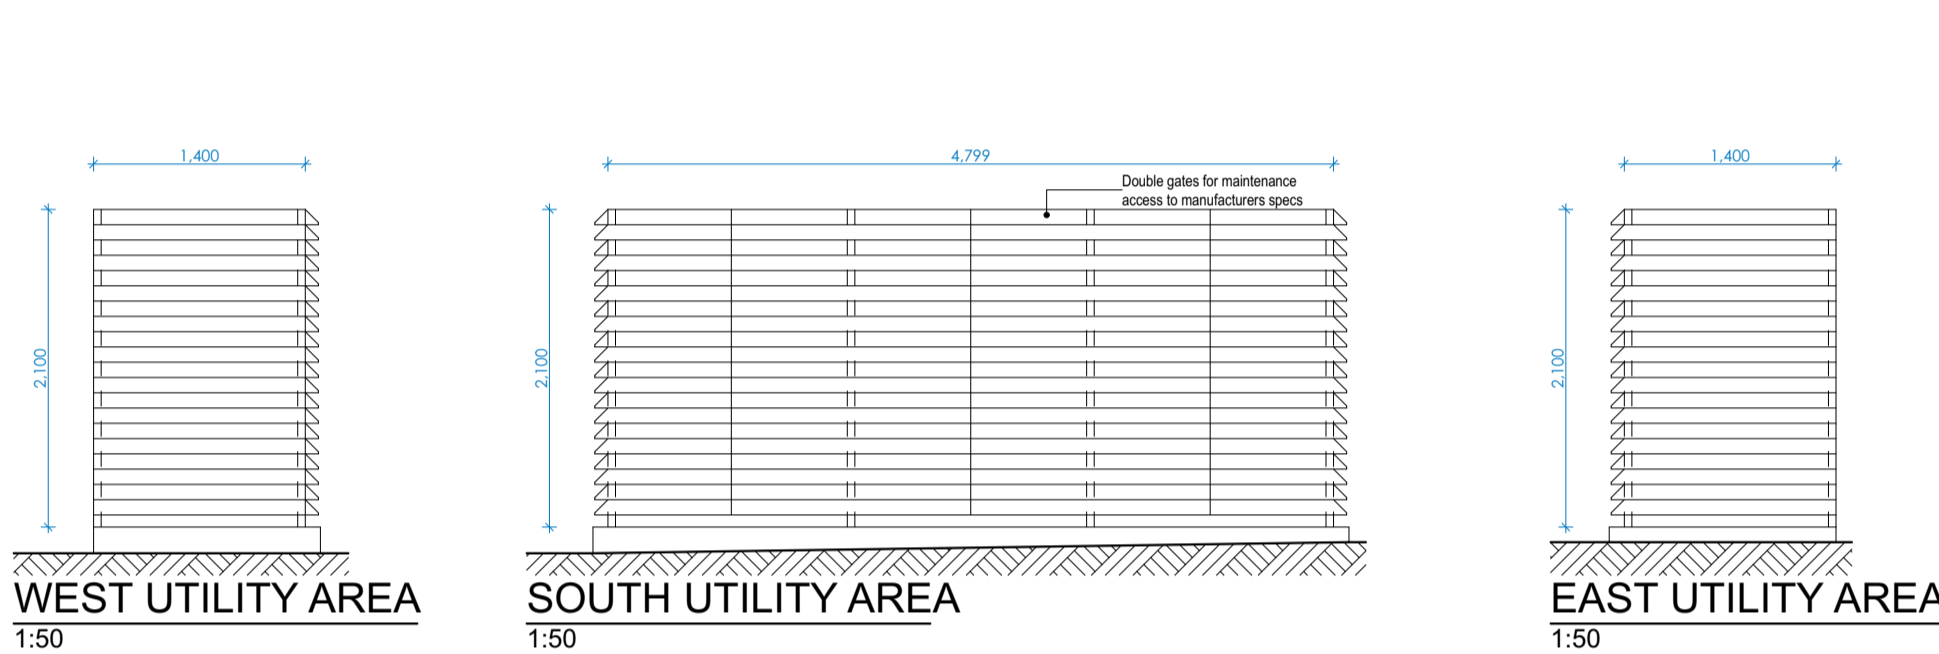 1,400
4,799
1,400
Double gates for maintenance
access to manufacturers specs
2,100
2,100
2,100
WEST UTILITY AREA
1:50
SOUTH UTILITY AREA
1:50
EAST UTILITY AREA
1:50